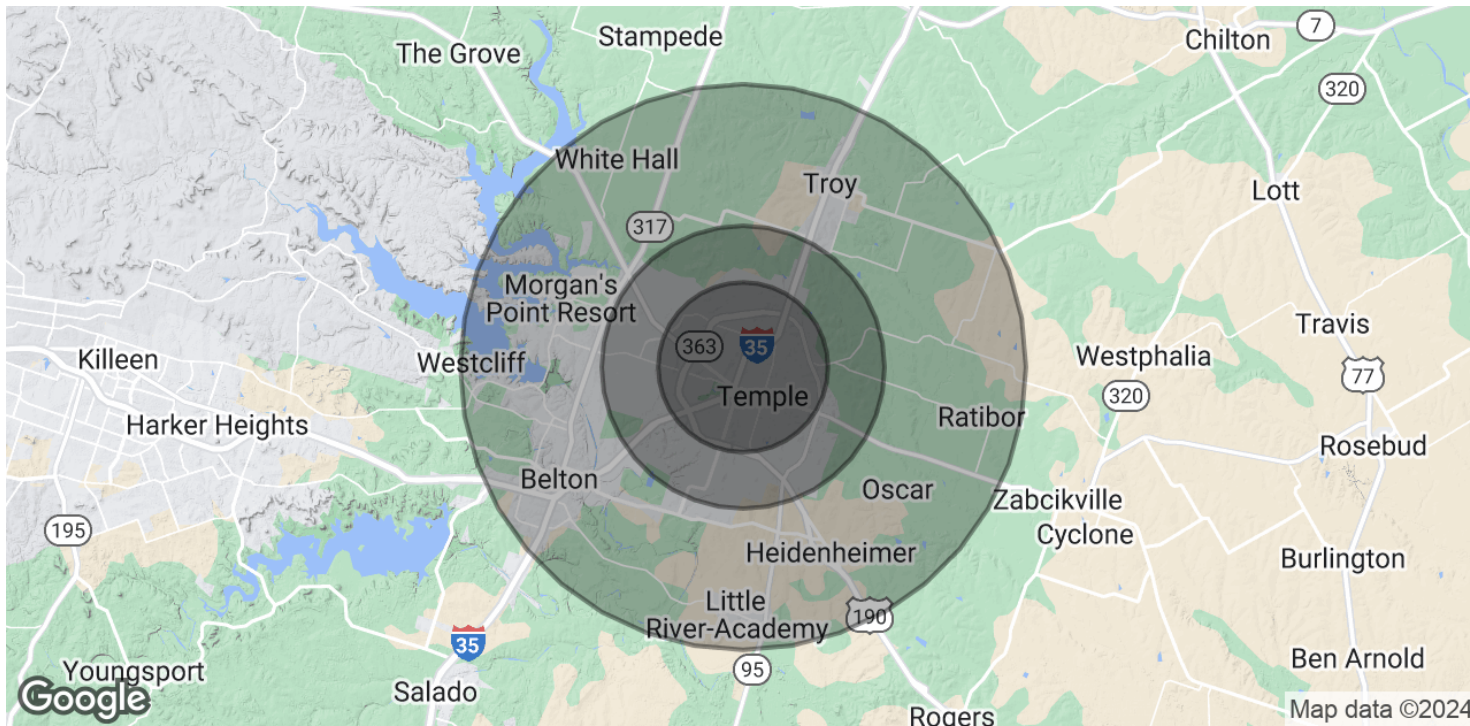 Stampede
Chilton
7
The Grove
320
White Hall
Troy
Lott
317
Morgan's
Point Resort
Travis
363
35
Killeen
Westcliff
Westphalia
77
Temple
320
Harker Heights
Ratibor
Rosebud
Belton
Oscar
Zabcikville
195
Cyclone
Heidenheimer
Burlington
Little
River-Academy
190
35
Youngsport
95
Ben Arnold
Salado
Google
Rogers
Map data ©2024